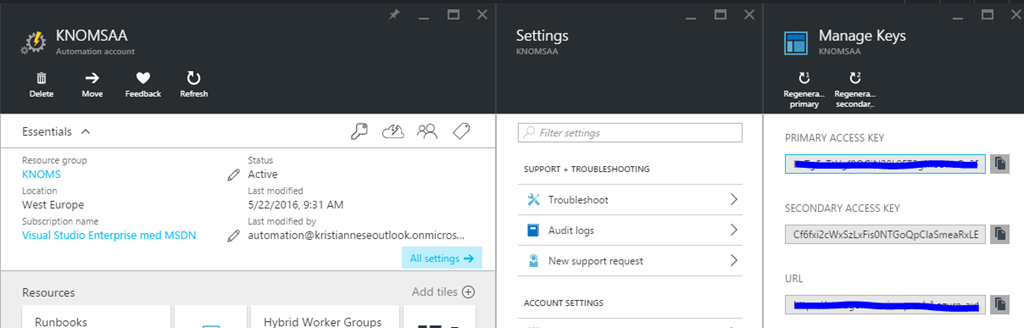 KNOMSAA
Automation account
Delete
Move
Feedback
Refresh
Essentials
Resource group
KNOMS
Location
West Europe
Subscription name
Visual Studio Enterprise med MSDN
Status
Active
Last modified
5/22/2016, 9:31 AM
Last modified by
automation@kristianneseoutlook.onmicros...
All settings
Resources
Add tiles
Runbooks
Hybrid Worker Groups
Settings
KNOMSAA
Filter settings
SUPPORT + TROUBLESHOOTING
Troubleshoot
Audit logs
New support request
ACCOUNT SETTINGS
Manage Keys
KNOMSAA
Regenera...
primary
Regenera...
secondar...
PRIMARY ACCESS KEY
SECONDARY ACCESS KEY
Cf6fxi2cWxSzLxFis0NTGoQpClaSmeaRxLE
URL